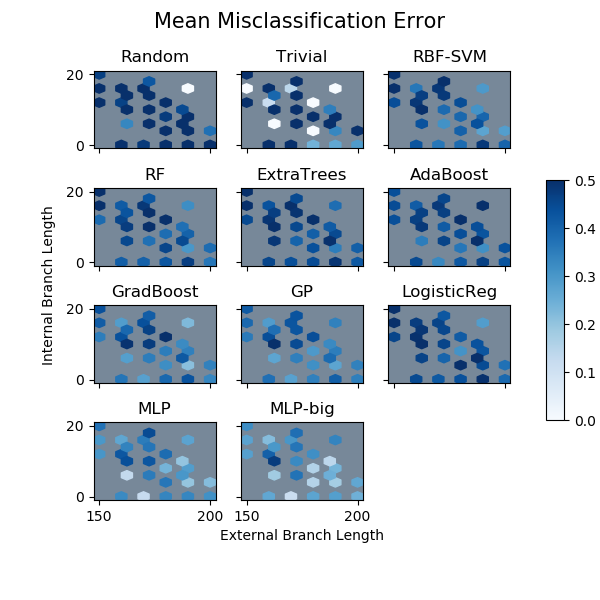 Mean Misclassification Error
Random Trivial RBF-SVM
20
0
RF ExtraTrees AdaBoost
20
0
GradBoost GP LogisticReg
20
0
MLP MLP-big
20
0
150 200 150 200
External Branch Length
Internal Branch Length
0.5
0.4
0.3
0.2
0.1
0.0